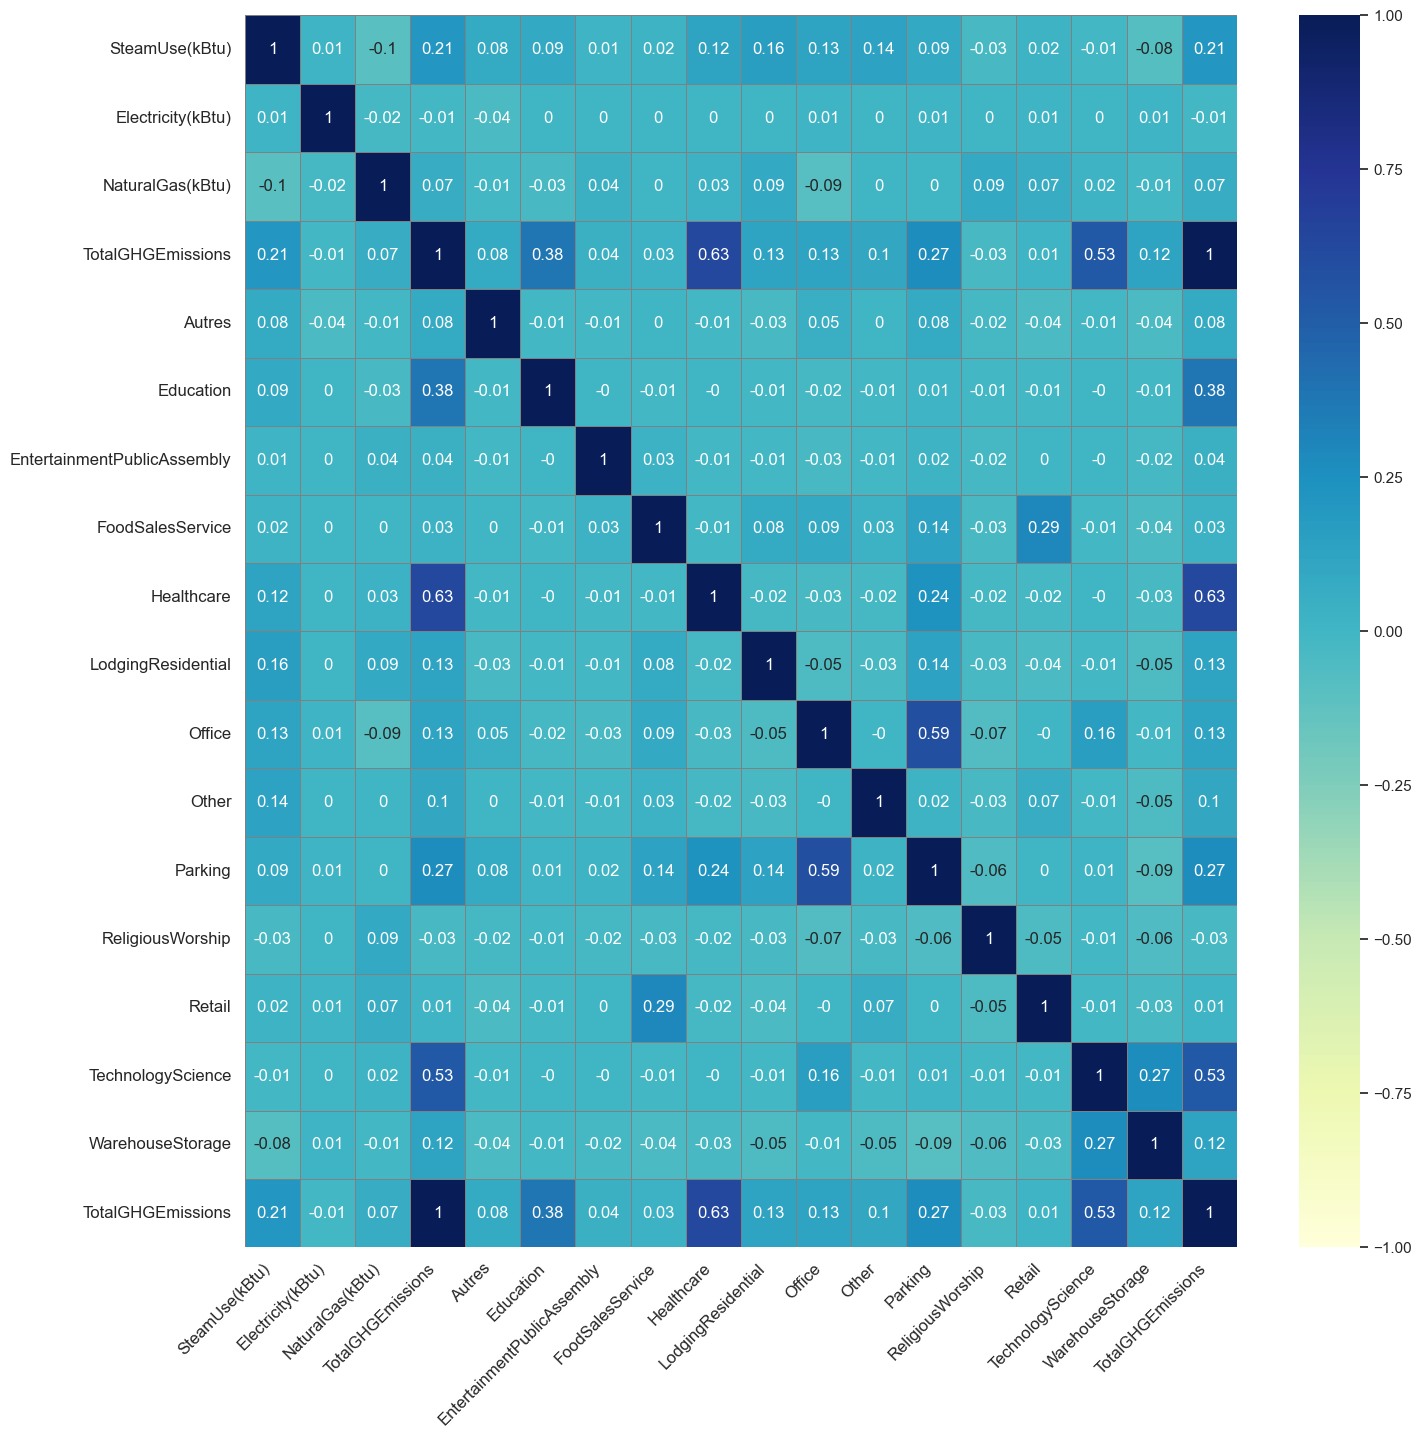 SteamUse(kBtu) 1 0.01 -0.1 0.21 0.08 0.09 0.01 0.02 0.12 0.16 0.13 0.14 0.09 -0.03 0.02 -0.01 -0.08 0.21
Electricity(kBtu) 0.01 1 -0.02 -0.01 -0.04 0 0 0 0 0 0.01 0 0.01 0 0.01 0 0.01 -0.01
NaturalGas(kBtu) -0.1 -0.02 1 0.07 -0.01 -0.03 0.04 0 0.03 0.09 -0.09 0 0 0.09 0.07 0.02 -0.01 0.07
TotalGHGEmissions 0.21 -0.01 0.07 1 0.08 0.38 0.04 0.03 0.63 0.13 0.13 0.1 0.27 -0.03 0.01 0.53 0.12 1
Autres 0.08 -0.04 -0.01 0.08 1 -0.01 -0.01 0 -0.01 -0.03 0.05 0 0.08 -0.02 -0.04 -0.01 -0.04 0.08
Education 0.09 0 -0.03 0.38 -0.01 1 -0 -0.01 -0 -0.01 -0.02 -0.01 0.01 -0.01 -0.01 -0 -0.01 0.38
EntertainmentPublicAssembly 0.01 0 0.04 0.04 -0.01 -0 1 0.03 -0.01 -0.01 -0.03 -0.01 0.02 -0.02 0 -0 -0.02 0.04
FoodSalesService 0.02 0 0 0.03 0 -0.01 0.03 1 -0.01 0.08 0.09 0.03 0.14 -0.03 0.29 -0.01 -0.04 0.03
Healthcare 0.12 0 0.03 0.63 -0.01 -0 -0.01 -0.01 1 -0.02 -0.03 -0.02 0.24 -0.02 -0.02 -0 -0.03 0.63
LodgingResidential 0.16 0 0.09 0.13 -0.03 -0.01 -0.01 0.08 -0.02 1 -0.05 -0.03 0.14 -0.03 -0.04 -0.01 -0.05 0.13
Office 0.13 0.01 -0.09 0.13 0.05 -0.02 -0.03 0.09 -0.03 -0.05 1 -0 0.59 -0.07 -0 0.16 -0.01 0.13
Other 0.14 0 0 0.1 0 -0.01 -0.01 0.03 -0.02 -0.03 -0 1 0.02 -0.03 0.07 -0.01 -0.05 0.1
Parking 0.09 0.01 0 0.27 0.08 0.01 0.02 0.14 0.24 0.14 0.59 0.02 1 -0.06 0 0.01 -0.09 0.27
ReligiousWorship -0.03 0 0.09 -0.03 -0.02 -0.01 -0.02 -0.03 -0.02 -0.03 -0.07 -0.03 -0.06 1 -0.05 -0.01 -0.06 -0.03
Retail 0.02 0.01 0.07 0.01 -0.04 -0.01 0 0.29 -0.02 -0.04 -0 0.07 0 -0.05 1 -0.01 -0.03 0.01
TechnologyScience -0.01 0 0.02 0.53 -0.01 -0 -0 -0.01 -0 -0.01 0.16 -0.01 0.01 -0.01 -0.01 1 0.27 0.53
WarehouseStorage -0.08 0.01 -0.01 0.12 -0.04 -0.01 -0.02 -0.04 -0.03 -0.05 -0.01 -0.05 -0.09 -0.06 -0.03 0.27 1 0.12
TotalGHGEmissions 0.21 -0.01 0.07 1 0.08 0.38 0.04 0.03 0.63 0.13 0.13 0.1 0.27 -0.03 0.01 0.53 0.12 1
SteamUse(kBtu)
Electricity(kBtu)
NaturalGas(kBtu)
TotalGHGEmissions
Autres
Education
EntertainmentPublicAssembly
FoodSalesService
Healthcare
LodgingResidential
Office
Other
Parking
ReligiousWorship
Retail
TechnologyScience
WarehouseStorage
TotalGHGEmissions
1.00
0.75
0.50
0.25
0.00
−0.25
−0.50
−0.75
−1.00